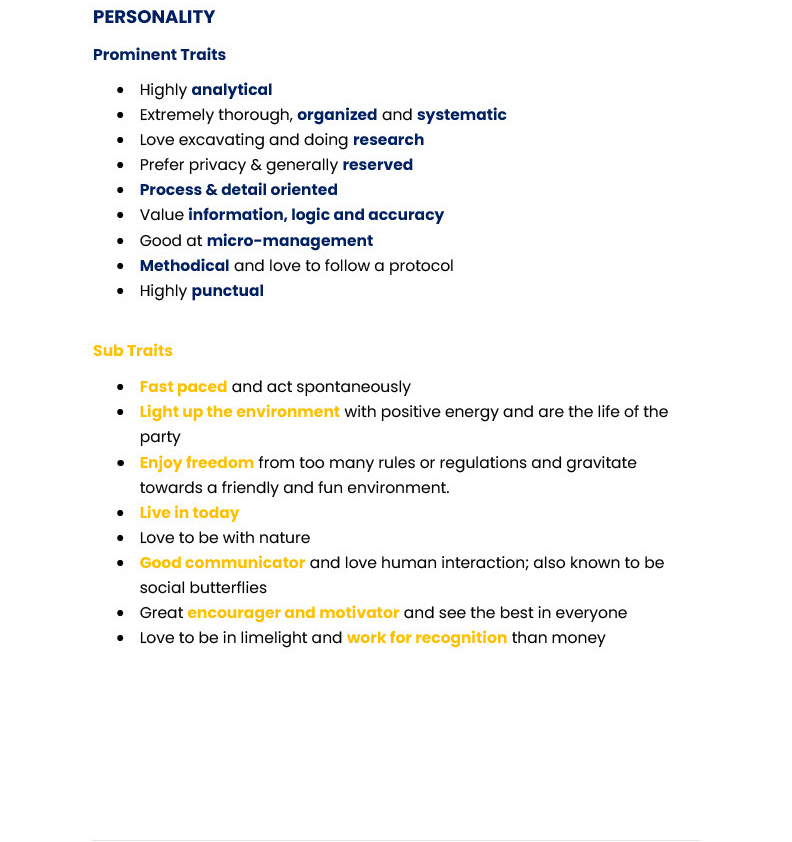 PERSONALITY
Prominent Traits
• Highly analytical
• Extremely thorough, organized and systematic
• Love excavating and doing research
• Prefer privacy & generally reserved
• Process & detail oriented
• Value information, logic and accuracy
• Good at micro-management
• Methodical and love to follow a protocol
• Highly punctual
Sub Traits
• Fast paced and act spontaneously
• Light up the environment with positive energy and are the life of the
party
• Enjoy freedom from too many rules or regulations and gravitate
towards a friendly and fun environment.
• Live in today
• Love to be with nature
• Good communicator and love human interaction; also known to be
social butterflies
• Great encourager and motivator and see the best in everyone
• Love to be in limelight and work for recognition than money